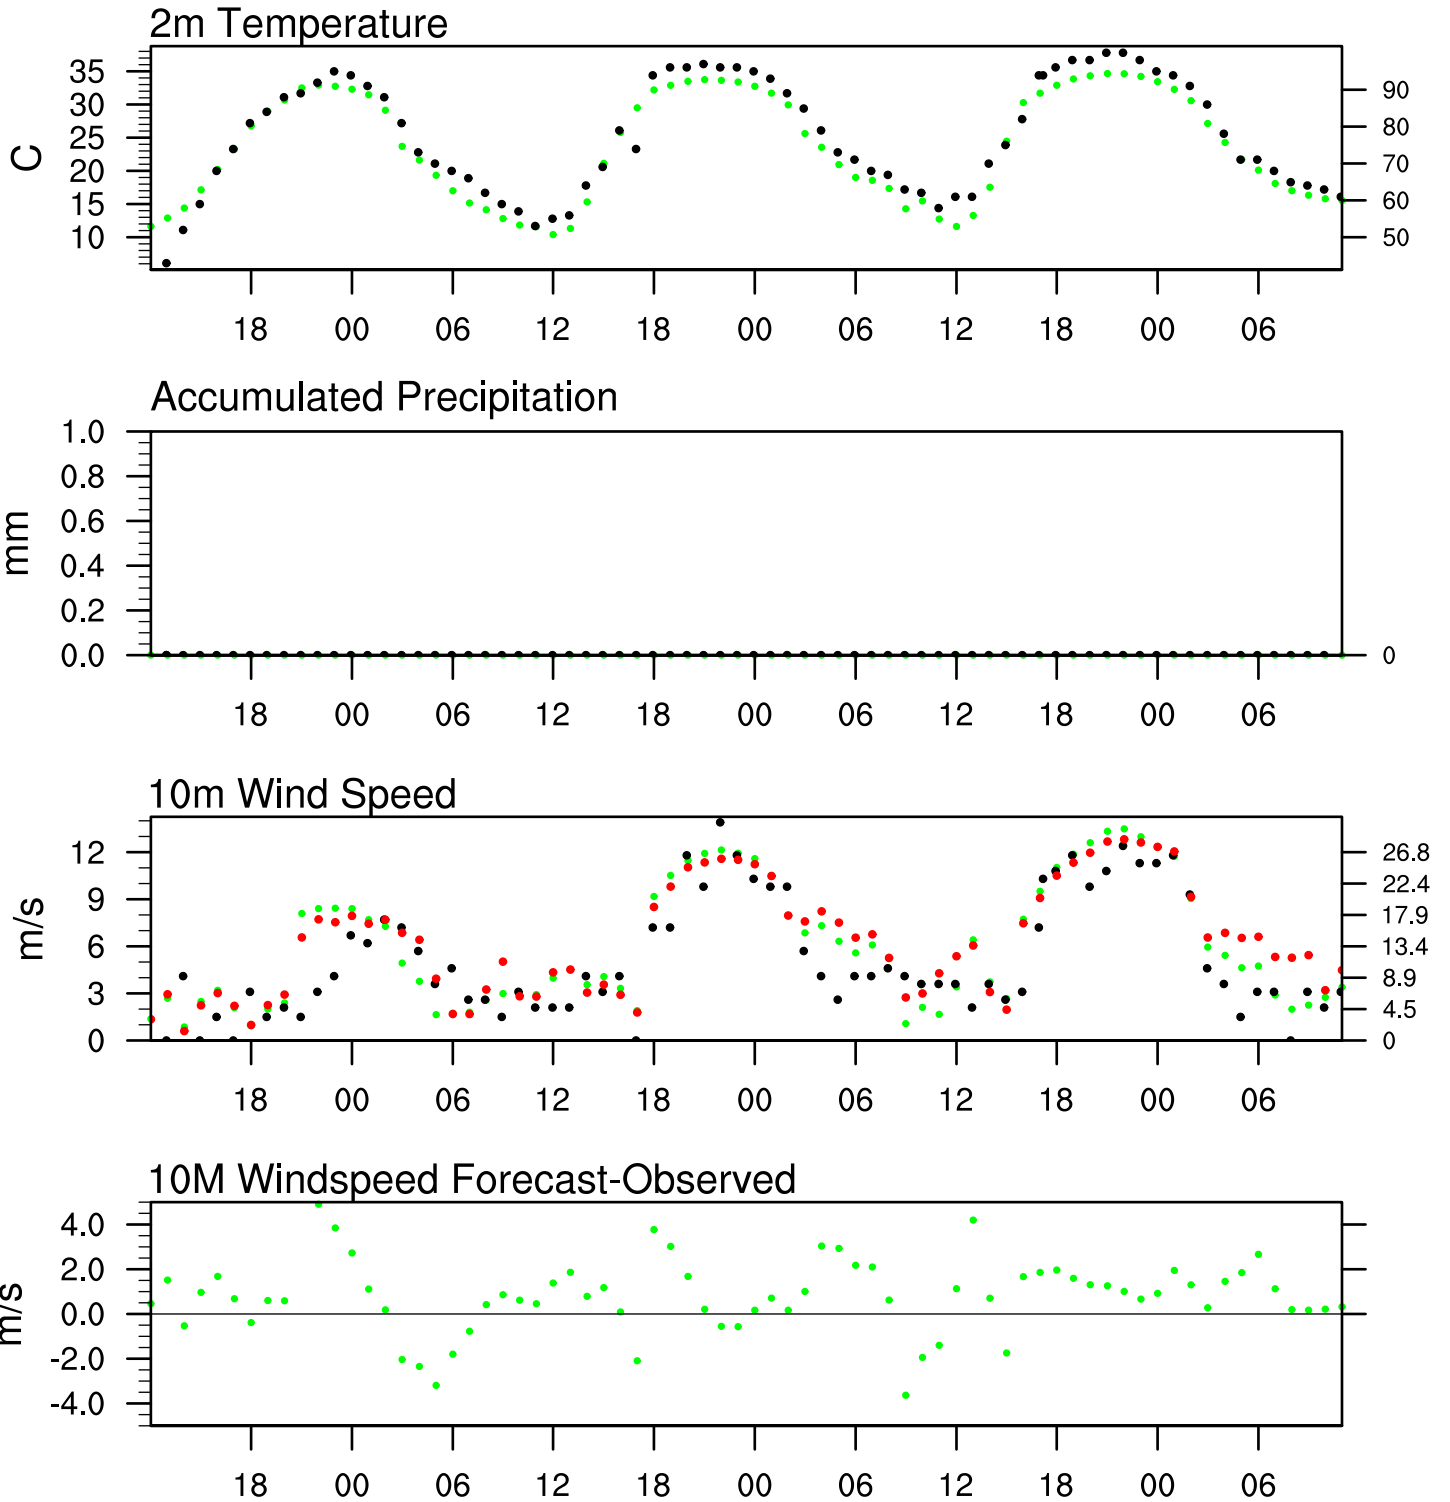 2m Temperature
35
30
25
20
15
10
C
90
80
70
60
50
18 00 06 12 18 00 06 12 18 00 06
Accumulated Precipitation
1.0
0.8
0.6
0.4
0.2
0.0
mm
0
18 00 06 12 18 00 06 12 18 00 06
10m Wind Speed
12
9
6
3
0
m/s
26.8
22.4
17.9
13.4
8.9
4.5
0
18 00 06 12 18 00 06 12 18 00 06
10M Windspeed Forecast-Observed
4.0
2.0
0.0
-2.0
-4.0
m/s
18 00 06 12 18 00 06 12 18 00 06